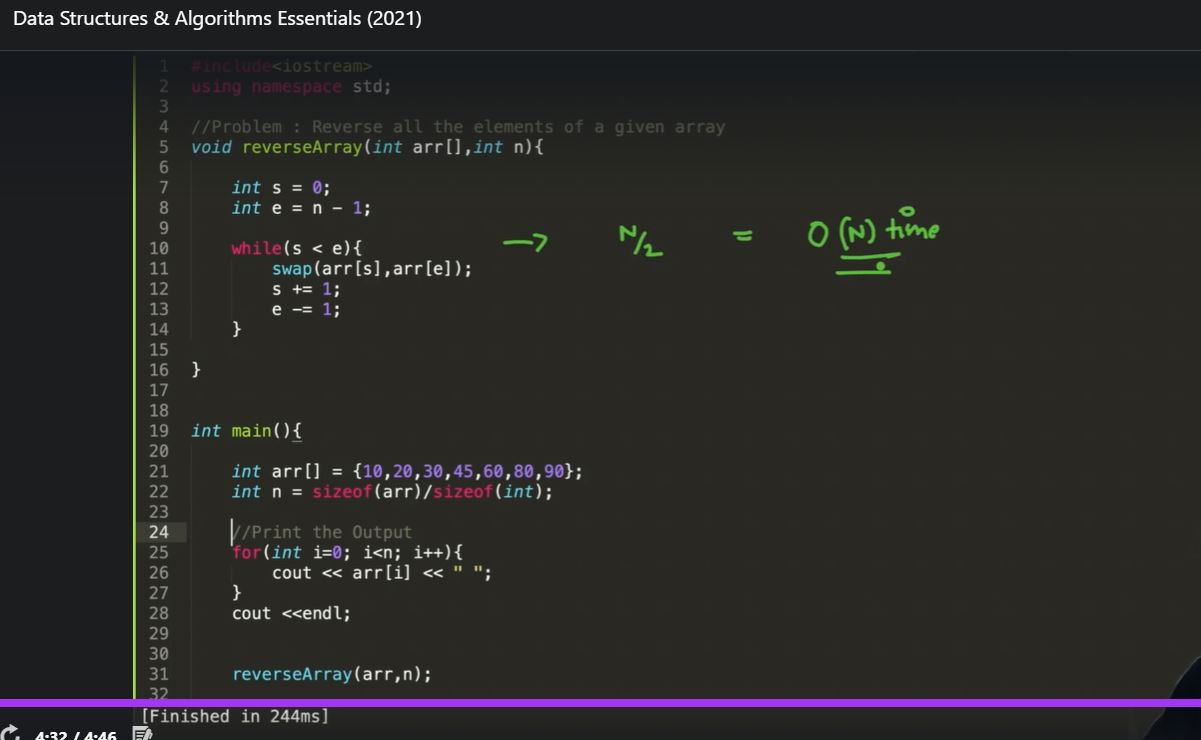 Data Structures & Algorithms Essentials (2021)
1 #include<iostream>
2 using namespace std;
3
4 //Problem : Reverse all the elements of a given array
5 void reverseArray(int arr[],int n){
6
7 int s = 0;
8 int e = n - 1;
9
10 while(s < e){
11 swap(arr[s],arr[e]);
12 s += 1;
13 e -= 1;
14 }
15
16 }
17
18
19 int main(){
20
21 int arr[] = {10,20,30,45,60,80,90};
22 int n = sizeof(arr)/sizeof(int);
23
24 //Print the Output
25 for(int i=0; i<n; i++){
26 cout << arr[i] << " ";
27 }
28 cout <<endl;
29
30
31 reverseArray(arr,n);
32
→ N/2 = O(N) time
[Finished in 244ms]
4:32 / 4:46